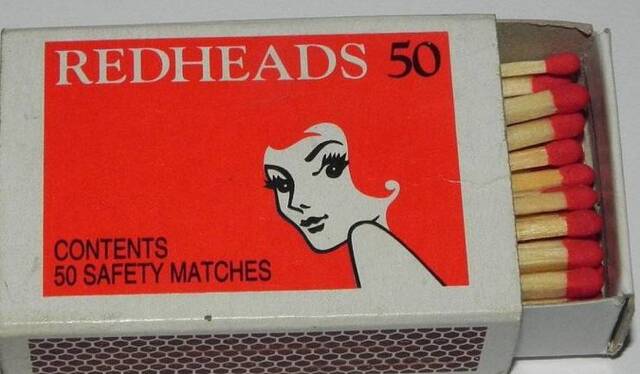 REDHEADS 50
CONTENTS
50 SAFETY MATCHES